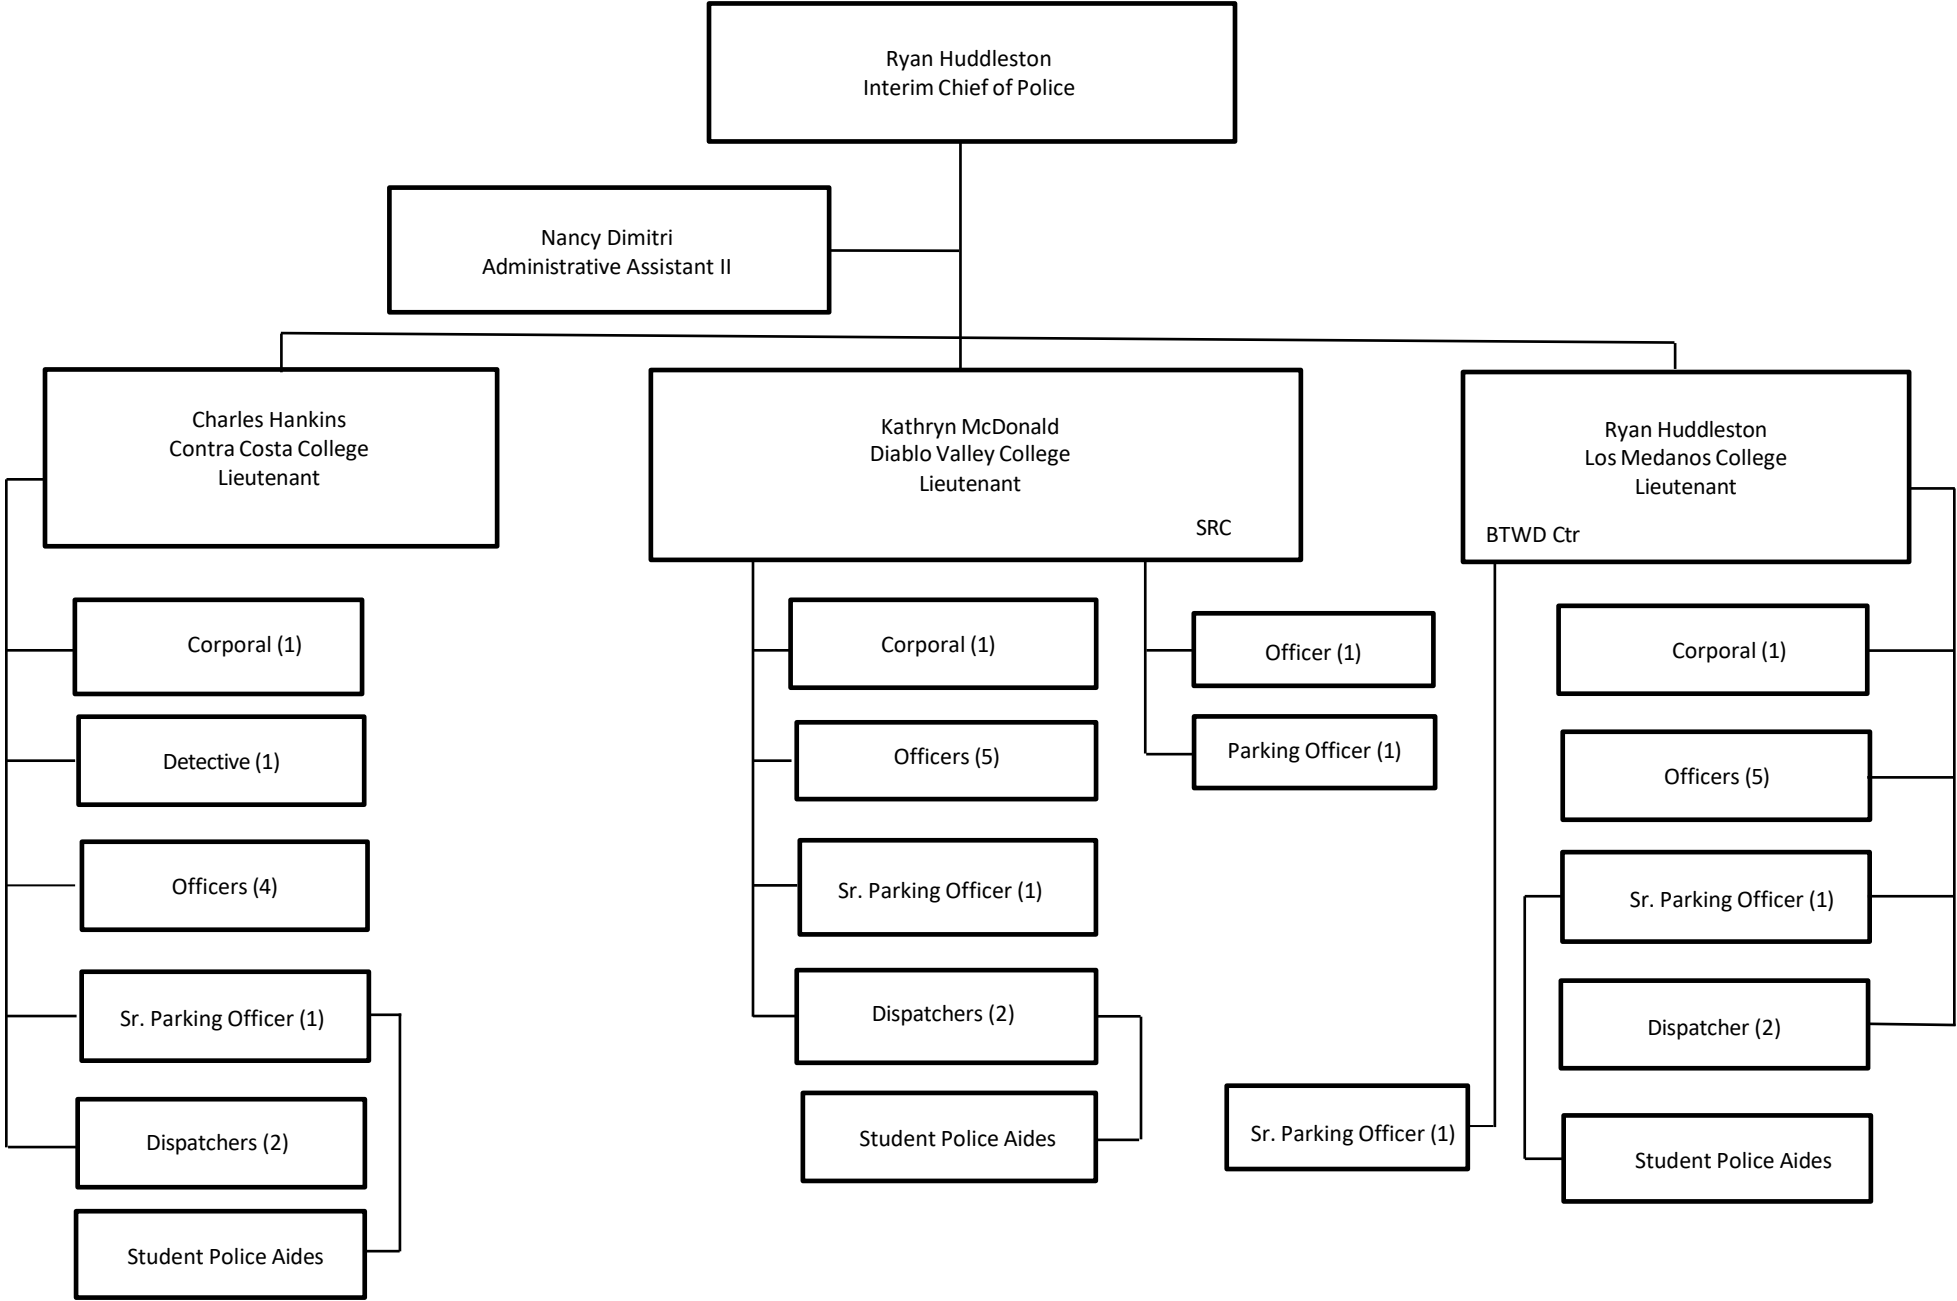 Ryan Huddleston
Interim Chief of Police
Nancy Dimitri
Administrative Assistant II
Charles Hankins
Contra Costa College
Lieutenant
Kathryn McDonald
Diablo Valley College
Lieutenant
SRC
Ryan Huddleston
Los Medanos College
Lieutenant
BTWD Ctr
Corporal (1)
Detective (1)
Officers (4)
Sr. Parking Officer (1)
Dispatchers (2)
Student Police Aides
Corporal (1)
Officers (5)
Sr. Parking Officer (1)
Dispatchers (2)
Student Police Aides
Officer (1)
Parking Officer (1)
Sr. Parking Officer (1)
Corporal (1)
Officers (5)
Sr. Parking Officer (1)
Dispatcher (2)
Student Police Aides